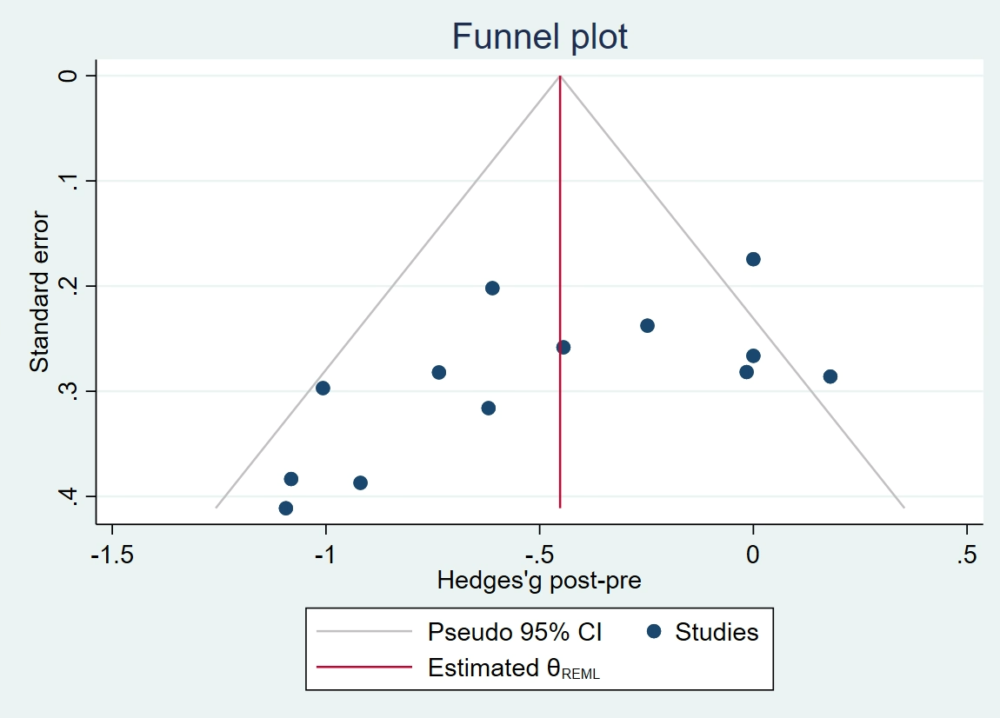 Funnel plot
Standard error
0
.1
.2
.3
.4
-1.5
-1
-.5
0
.5
Hedges'g post-pre
Pseudo 95% CI
Studies
Estimated θREML